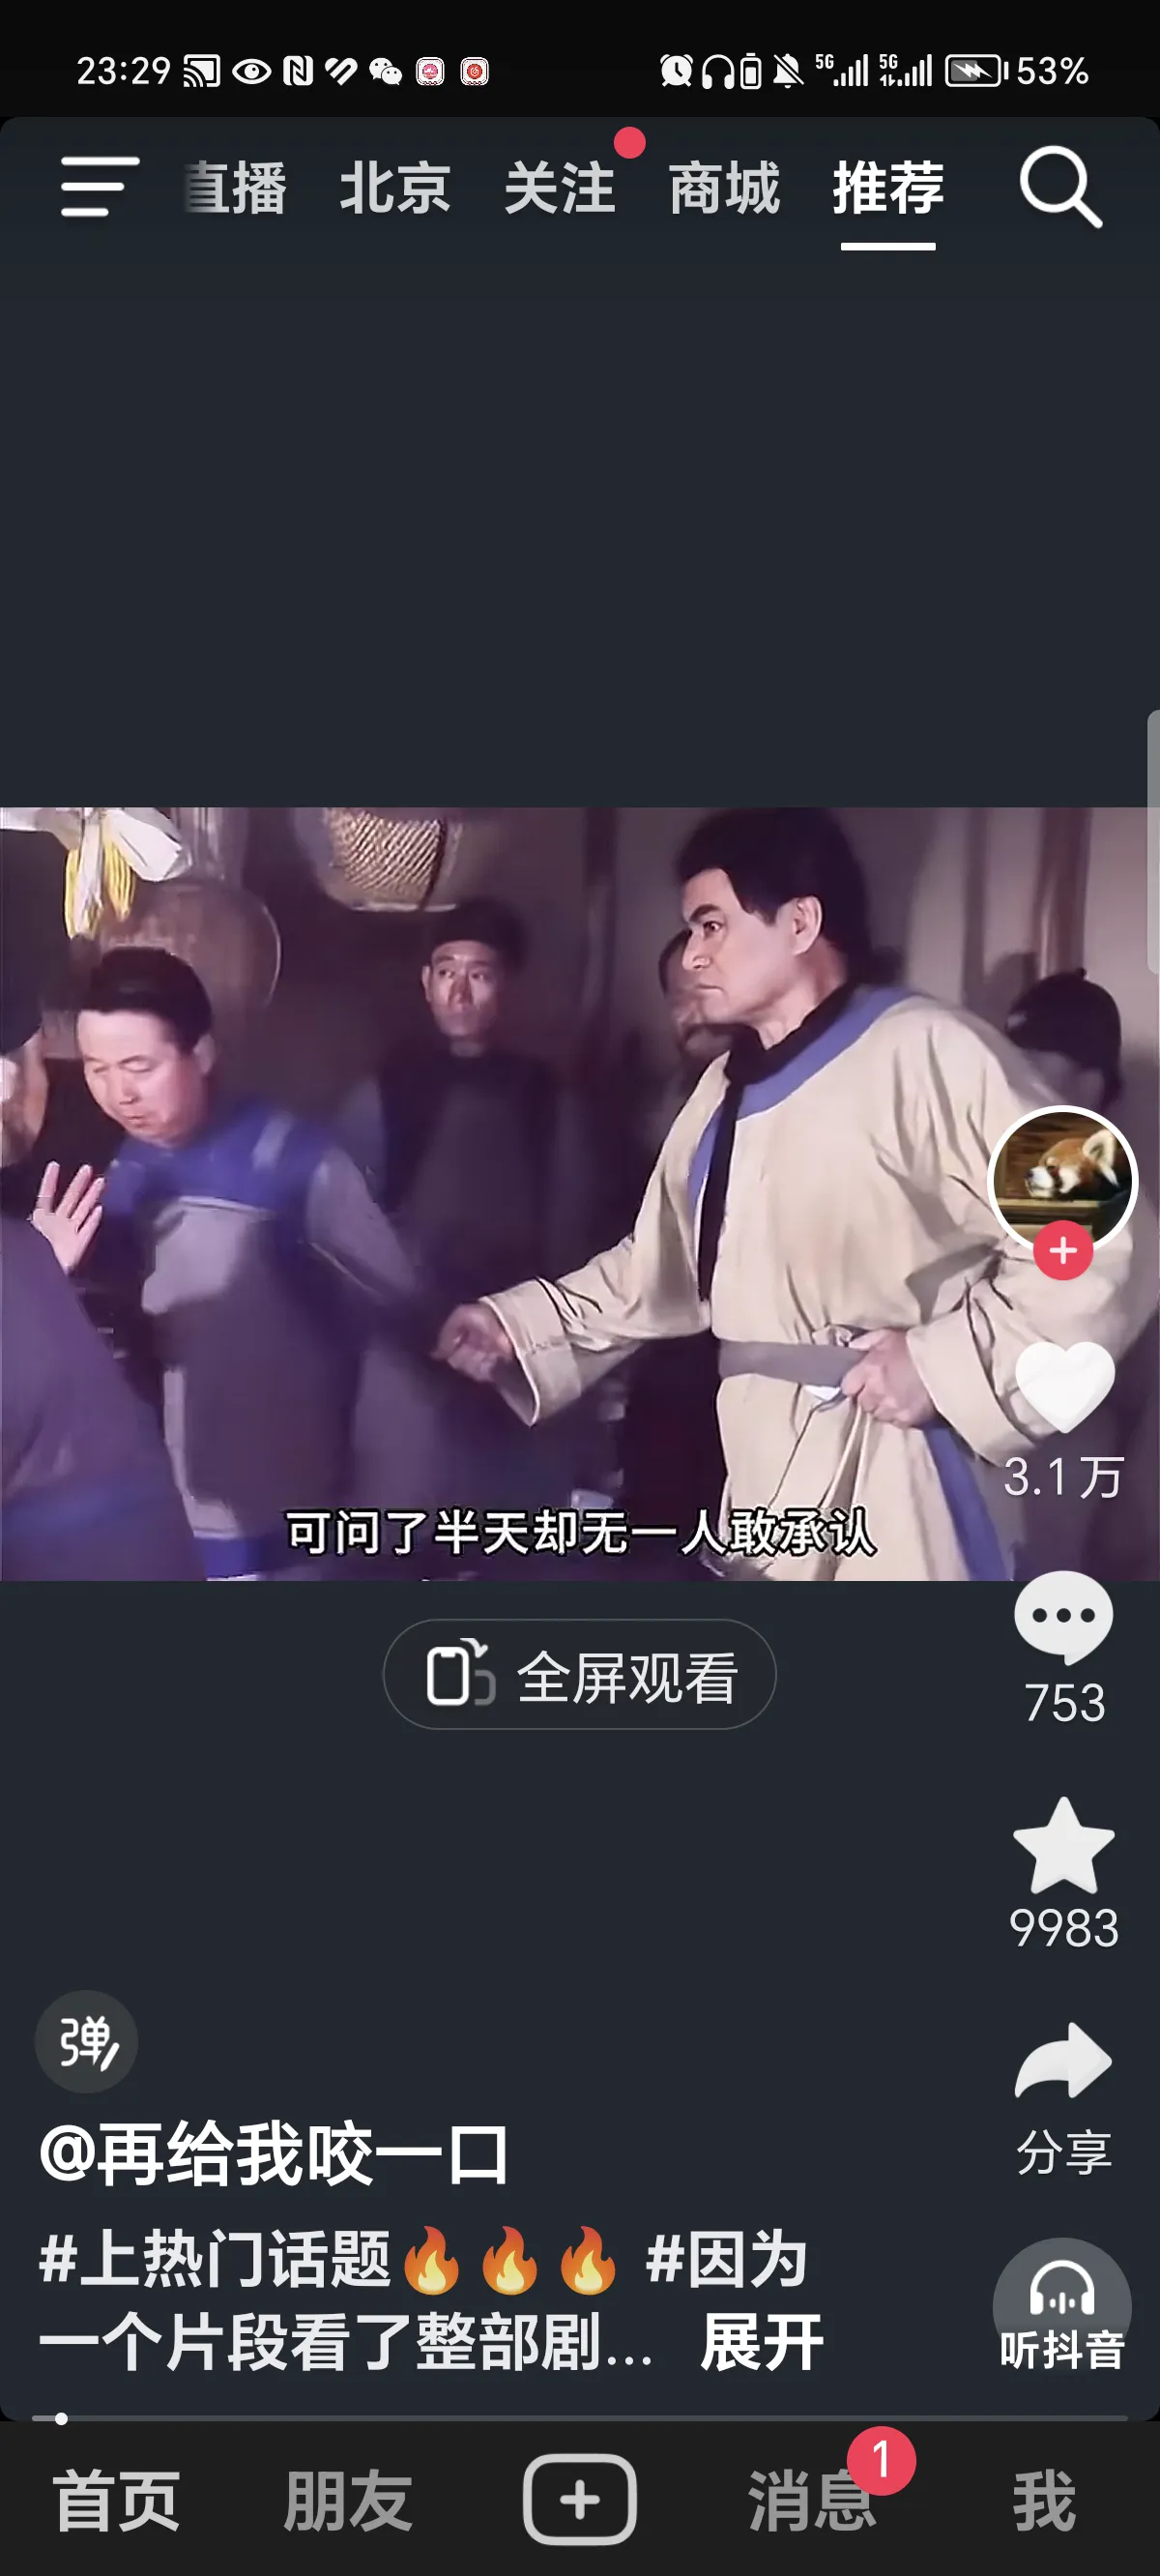 23:29
5G
5G
53%
直播 北京 关注 商城 推荐
可问了半天却无一人敢承认
3.1万
全屏观看
753
9983
弹
分享
@再给我咬一口
#上热门话题🔥🔥🔥 #因为
一个片段看了整部剧... 展开
听抖音
首页 朋友 消息 1 我